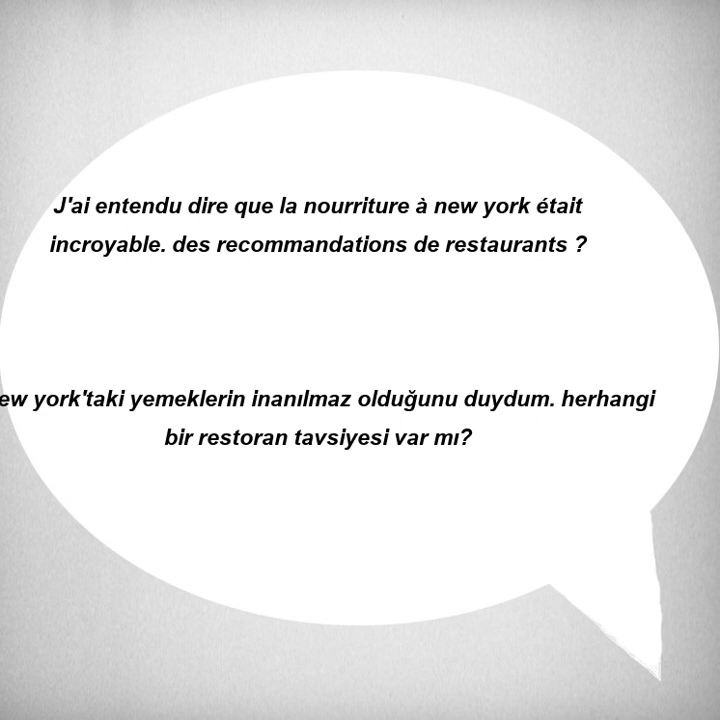 J'ai entendu dire que la nourriture à new york était
incroyable. des recommandations de restaurants ?
york'taki yemeklerin inanılmaz olduğunu duydum. herhangi
bir restoran tavsiyesi var mı?